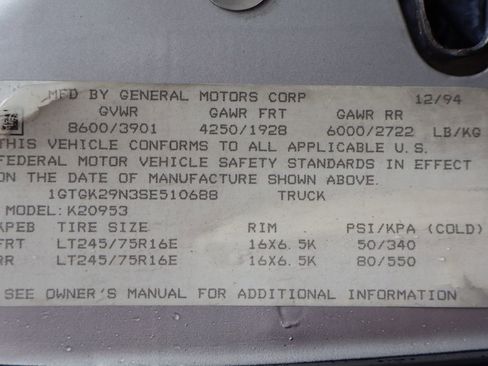 MFD BY GENERAL MOTORS CORP 12/94
GVWR GAWR FRT GAWR RR
8600/3901 4250/1928 6000/2722 LB/KG
THIS VEHICLE CONFORMS TO ALL APPLICABLE U.S.
FEDERAL MOTOR VEHICLE SAFETY STANDARDS IN EFFECT
ON THE DATE OF MANUFACTURE SHOWN ABOVE.
1GTGK29N3SE510688 TRUCK
MODEL:K20953
KPEB TIRE SIZE RIM PSI/KPA (COLD)
FRT LT245/75R16E 16X6.5K 50/340
RR LT245/75R16E 16X6.5K 80/550
SEE OWNER'S MANUAL FOR ADDITIONAL INFORMATION